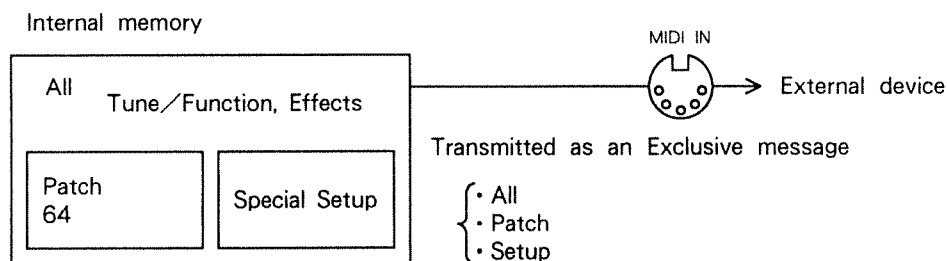 Internal memory
MIDI IN
All
Tune／Function, Effects
External device
Patch
64
Special Setup
Transmitted as an Exclusive message
・All
・Patch
・Setup